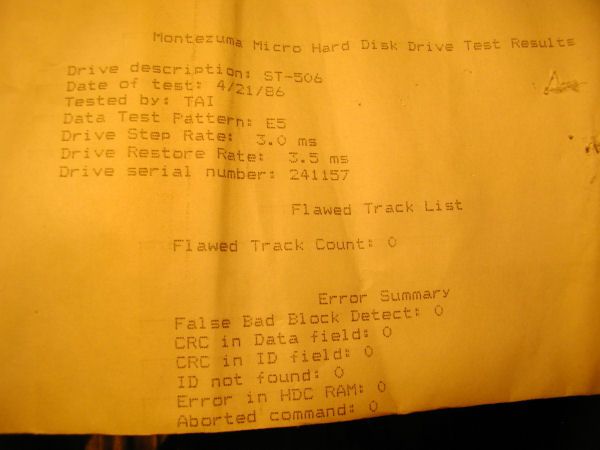 Montezuma Micro Hard Disk Drive Test Results
Drive description: ST-506
Date of test: 4/21/86
Tested by: TAI
Data Test Pattern: E5
Drive Step Rate: 3.0 ms
Drive Restore Rate: 3.5 ms
Drive serial number: 241157
Flawed Track List
Flawed Track Count: 0
Error Summary
False Bad Block Detect: 0
CRC in Data field: 0
CRC in ID field: 0
ID not found: 0
Error in HDC RAM: 0
Aborted command: 0